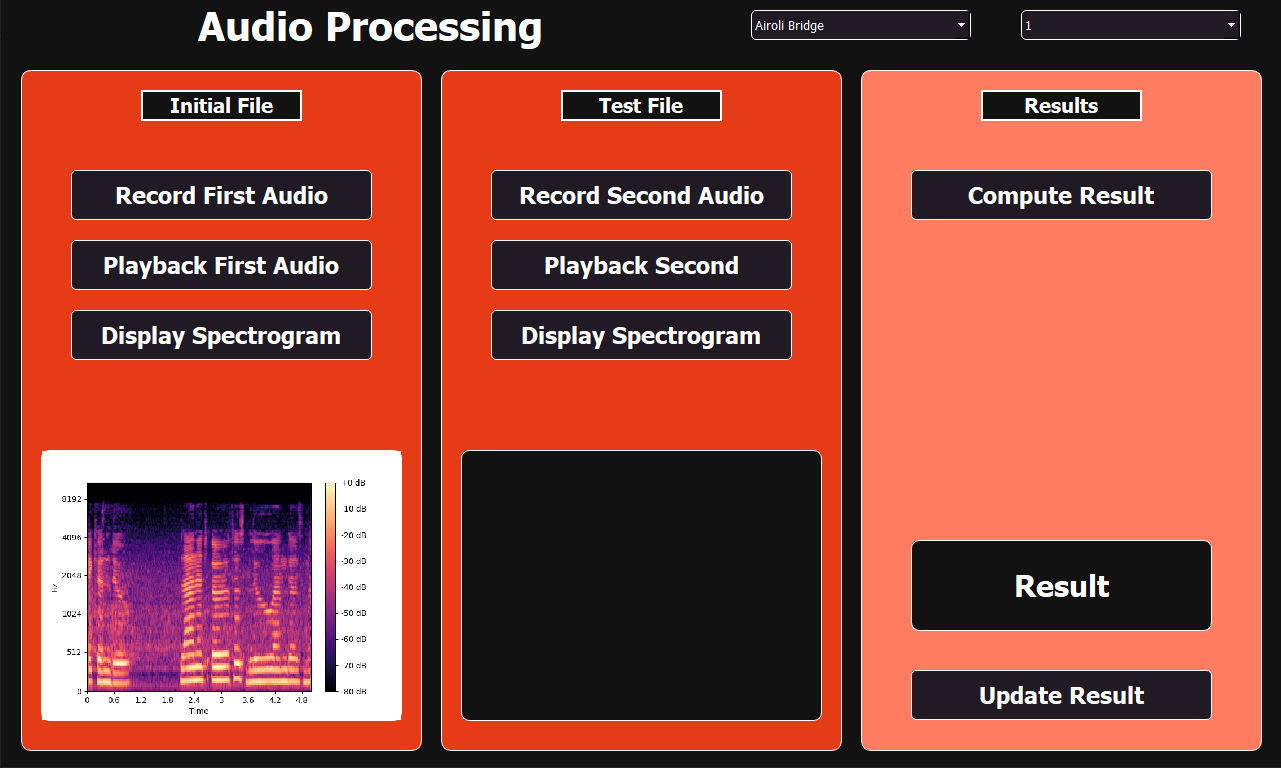 Audio Processing
Airoli Bridge
1
Initial File
Record First Audio
Playback First Audio
Display Spectrogram
8192
4096
2048
1024
512
0
Hz
0 0.6 1.2 1.8 2.4 3 3.6 4.2 4.8
Time
+0 dB
-10 dB
-20 dB
-30 dB
-40 dB
-50 dB
-60 dB
-70 dB
-80 dB
Test File
Record Second Audio
Playback Second
Display Spectrogram
Results
Compute Result
Result
Update Result